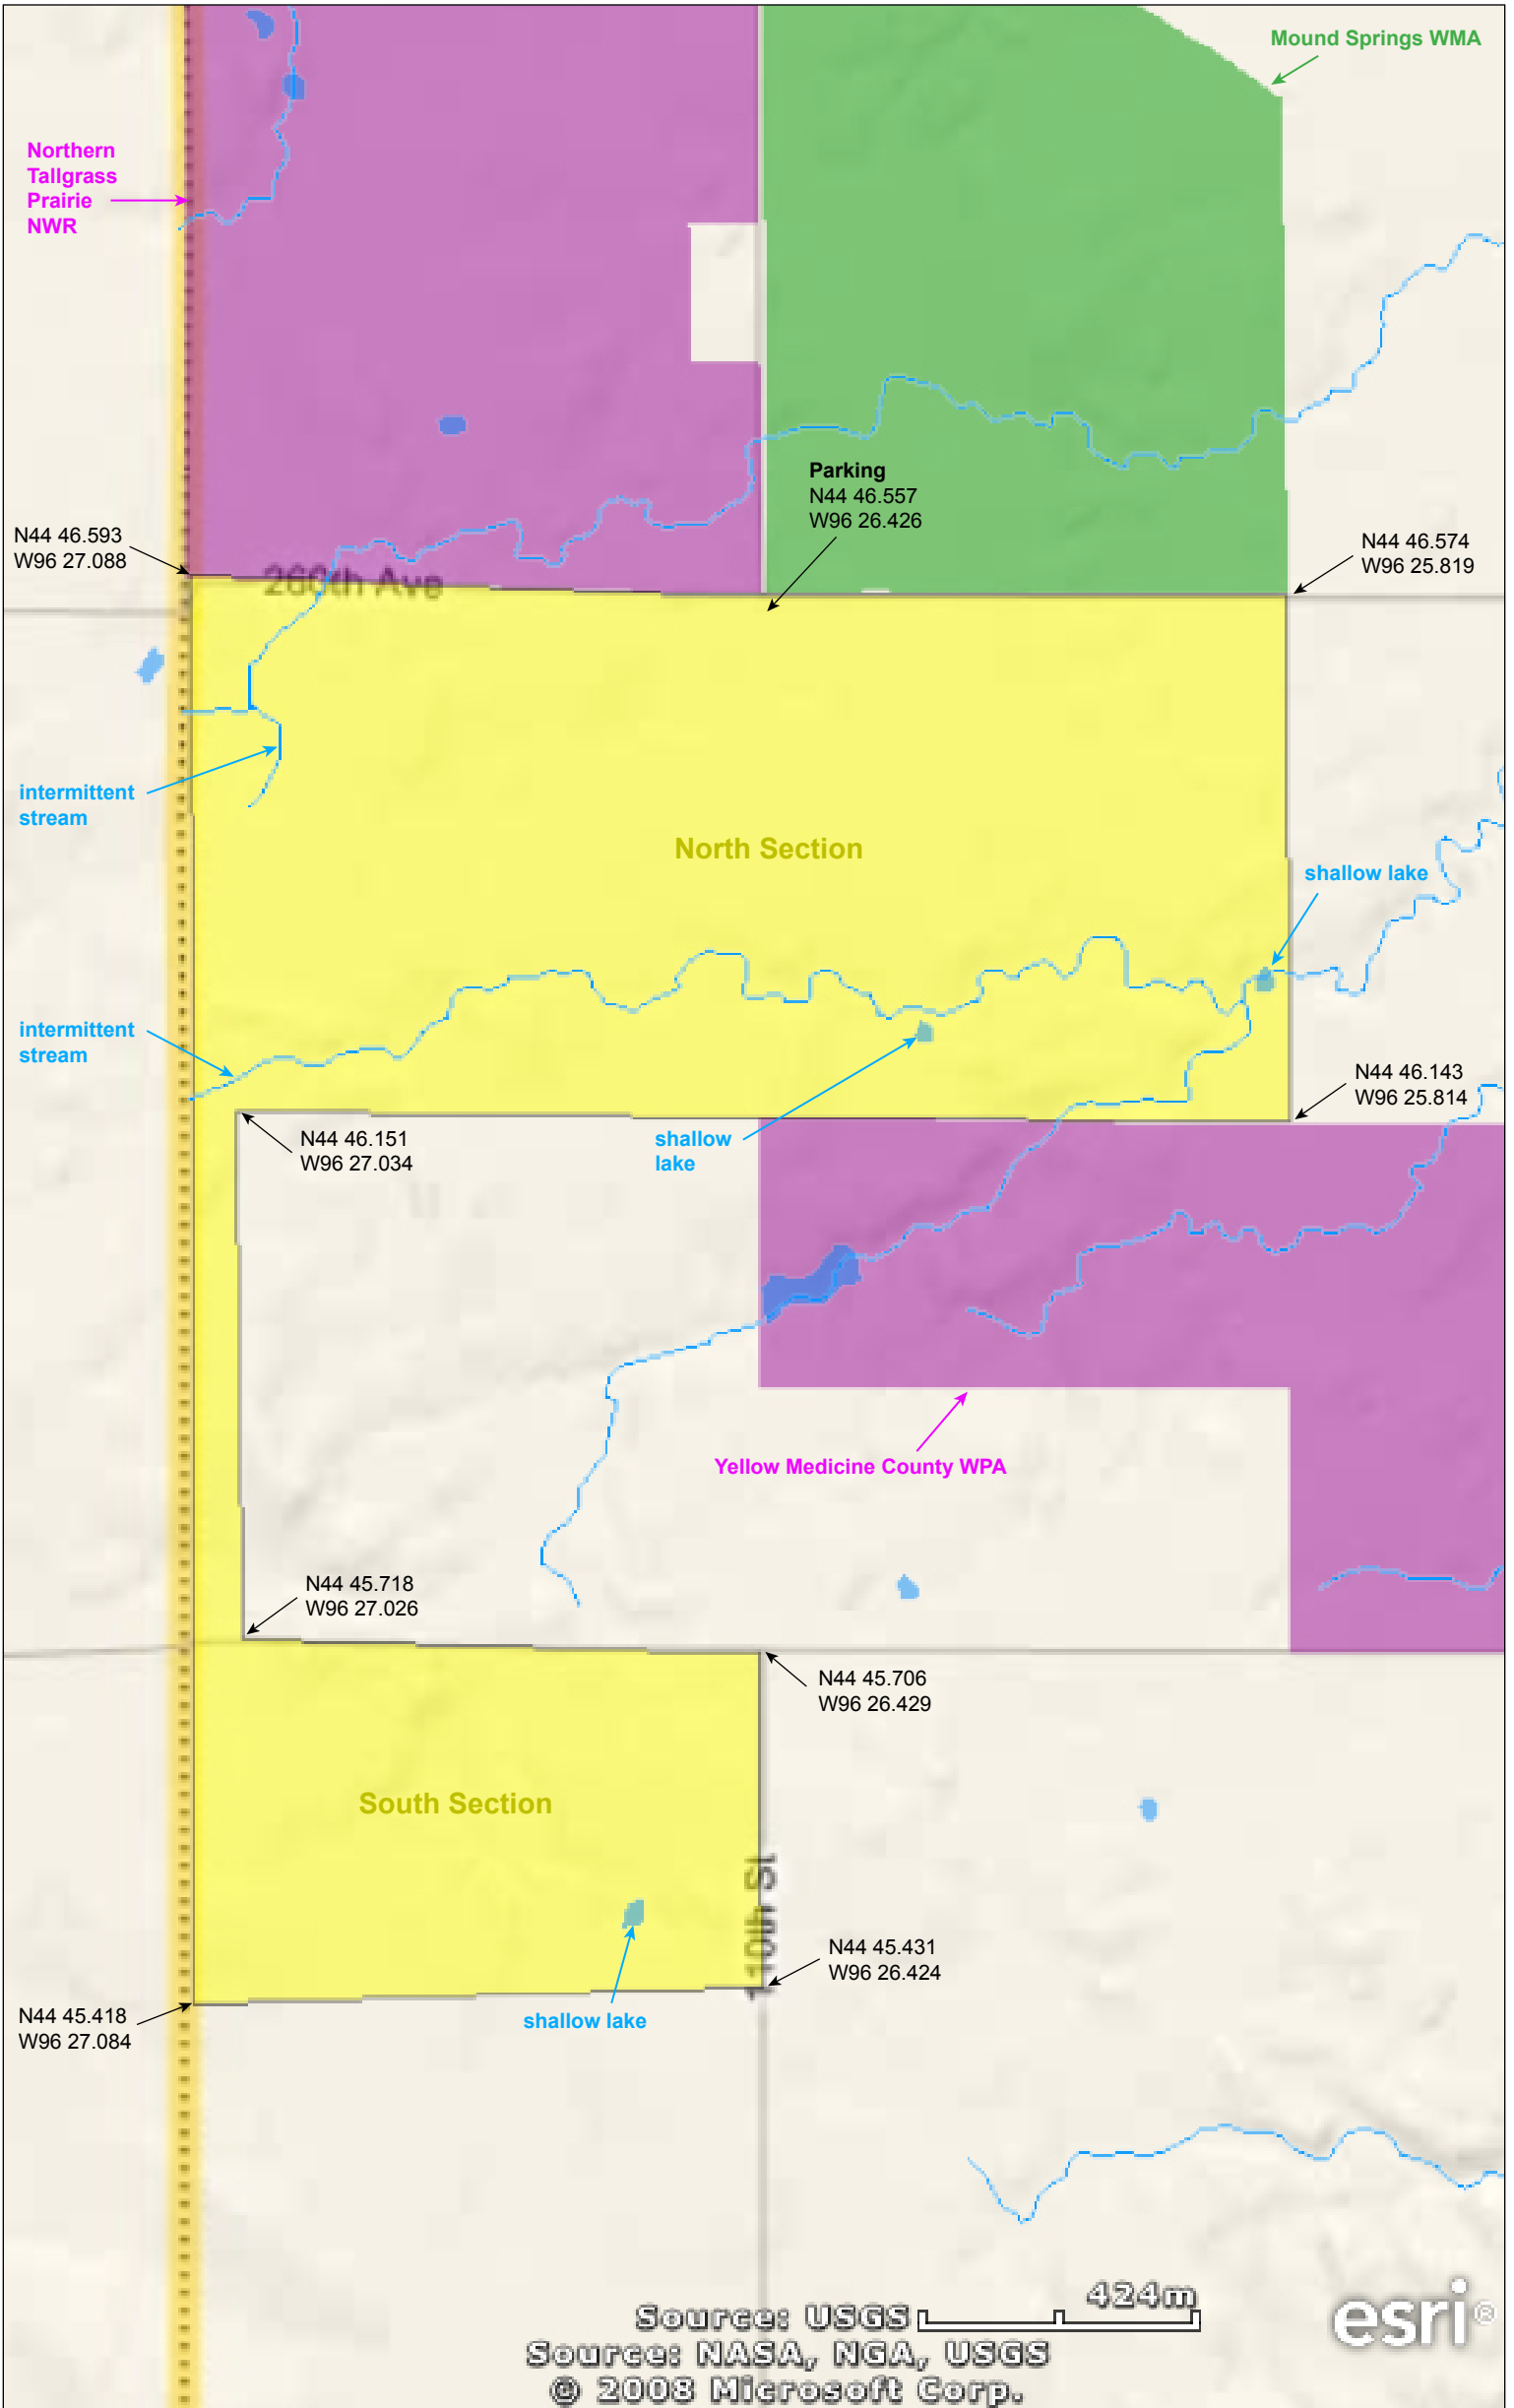 Mound Springs WMA
Northern
Tallgrass
Prairie
NWR
Parking
N44 46.557
W96 26.426
N44 46.593
W96 27.088
N44 46.574
W96 25.819
260th Ave
intermittent
stream
North Section
shallow lake
intermittent
stream
N44 46.143
W96 25.814
N44 46.151
W96 27.034
shallow
lake
Yellow Medicine County WPA
N44 45.718
W96 27.026
N44 45.706
W96 26.429
South Section
110th St
N44 45.431
W96 26.424
N44 45.418
W96 27.084
shallow lake
424m
Source: USGS
Source: NASA, NGA, USGS
© 2008 Microsoft Corp.
esri®